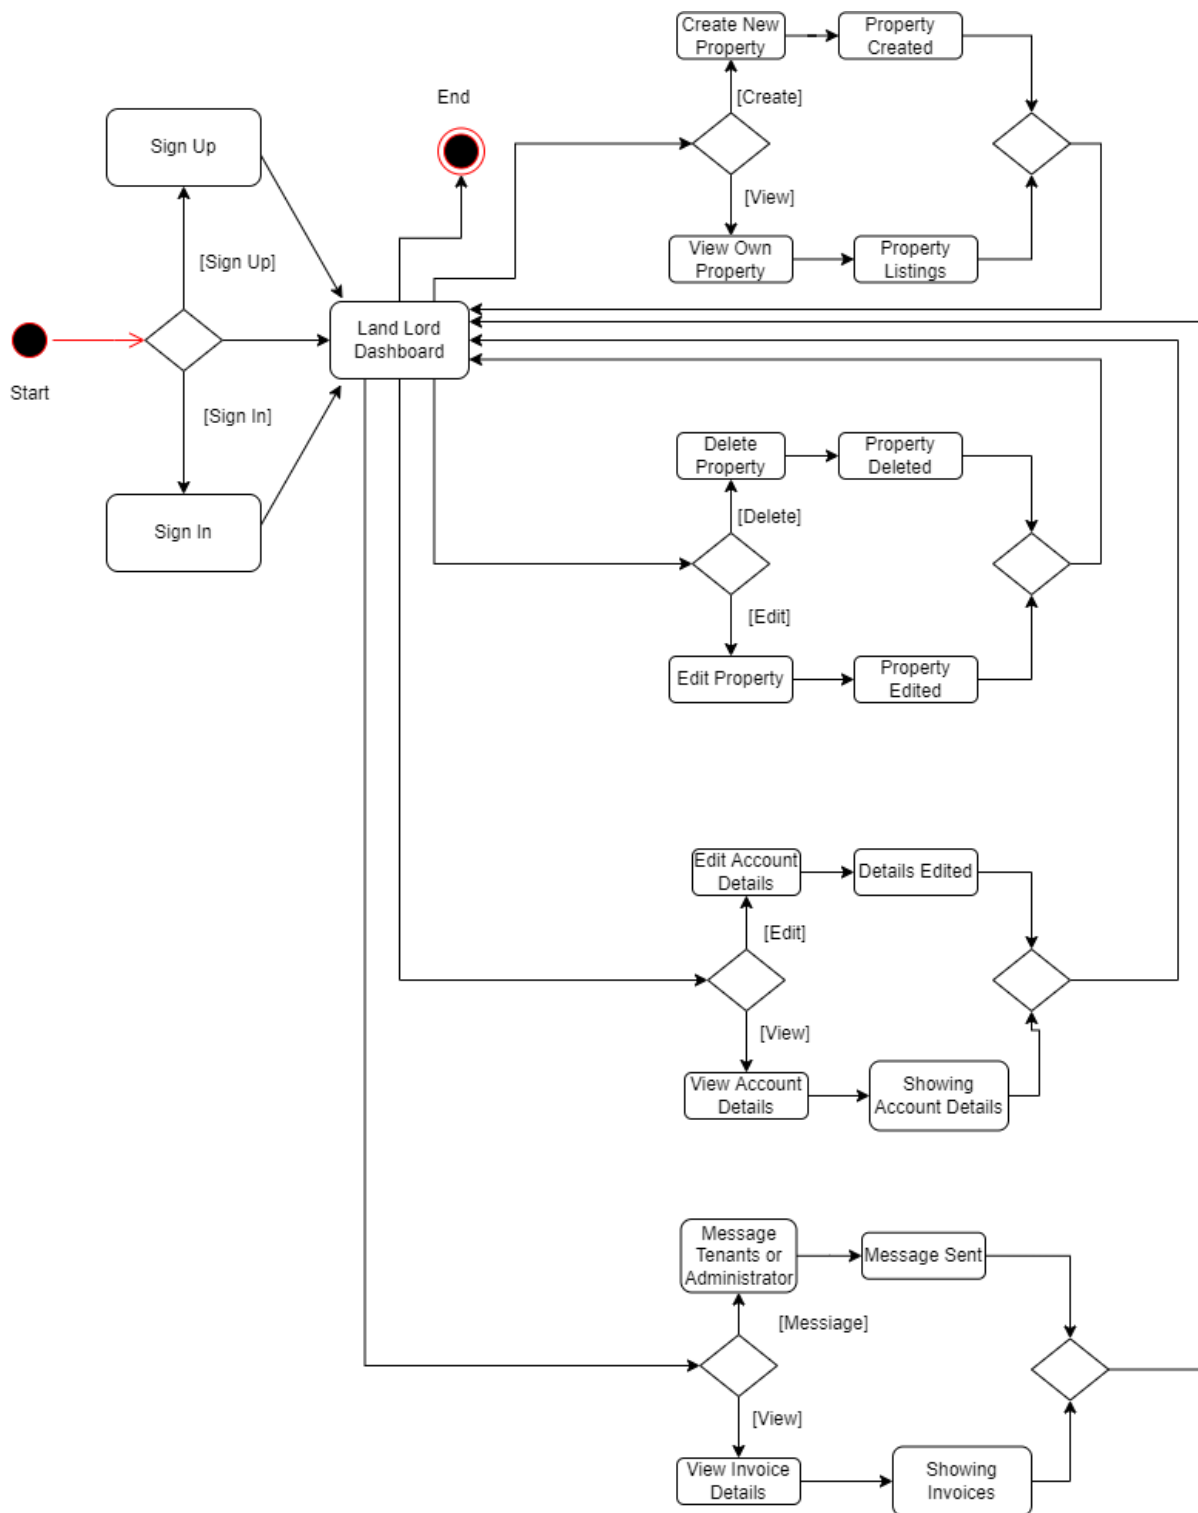 Create New
Property
Property
Created
End
[Create]
Sign Up
[View]
[Sign Up]
View Own
Property
Property
Listings
Land Lord
Dashboard
Start
[Sign In]
Delete
Property
Property
Deleted
[Delete]
Sign In
[Edit]
Edit Property
Property
Edited
Edit Account
Details
Details Edited
[Edit]
[View]
View Account
Details
Showing
Account Details
Message
Tenants or
Administrator
Message Sent
[Messiage]
[View]
View Invoice
Details
Showing
Invoices